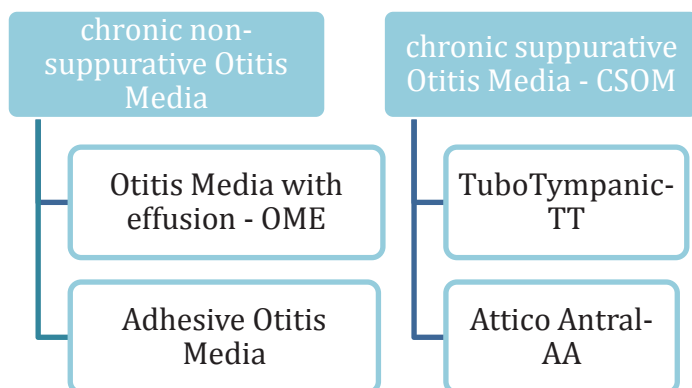 chronic non-
suppurative Otitis
Media
Otitis Media with
effusion - OME
Adhesive Otitis
Media
chronic suppurative
Otitis Media - CSOM
TuboTympanic-
TT
Attico Antral-
AA